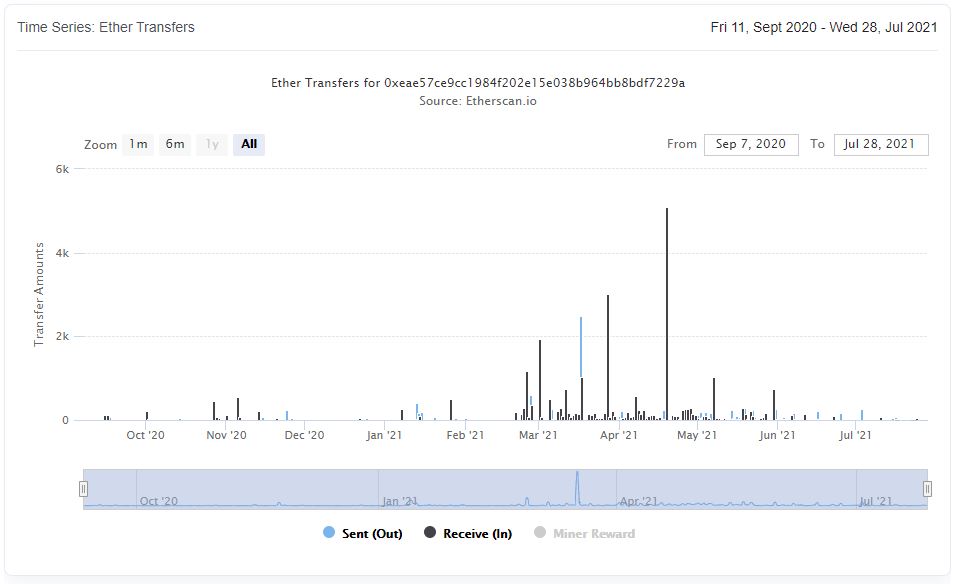 Time Series: Ether Transfers
Fri 11, Sept 2020 - Wed 28, Jul 2021
Ether Transfers for 0xeae57ce9cc1984f202e15e038b964bb8bdf7229a
Source: Etherscan.io
Zoom 1m 6m 1y All
From Sep 7, 2020 To Jul 28, 2021
Transfer Amounts
6k
4k
2k
0
Oct '20 Nov '20 Dec '20 Jan '21 Feb '21 Mar '21 Apr '21 May '21 Jun '21 Jul '21
Oct '20 Jan '21 Apr '21 Jul '21
Sent (Out) Receive (In) Miner Reward